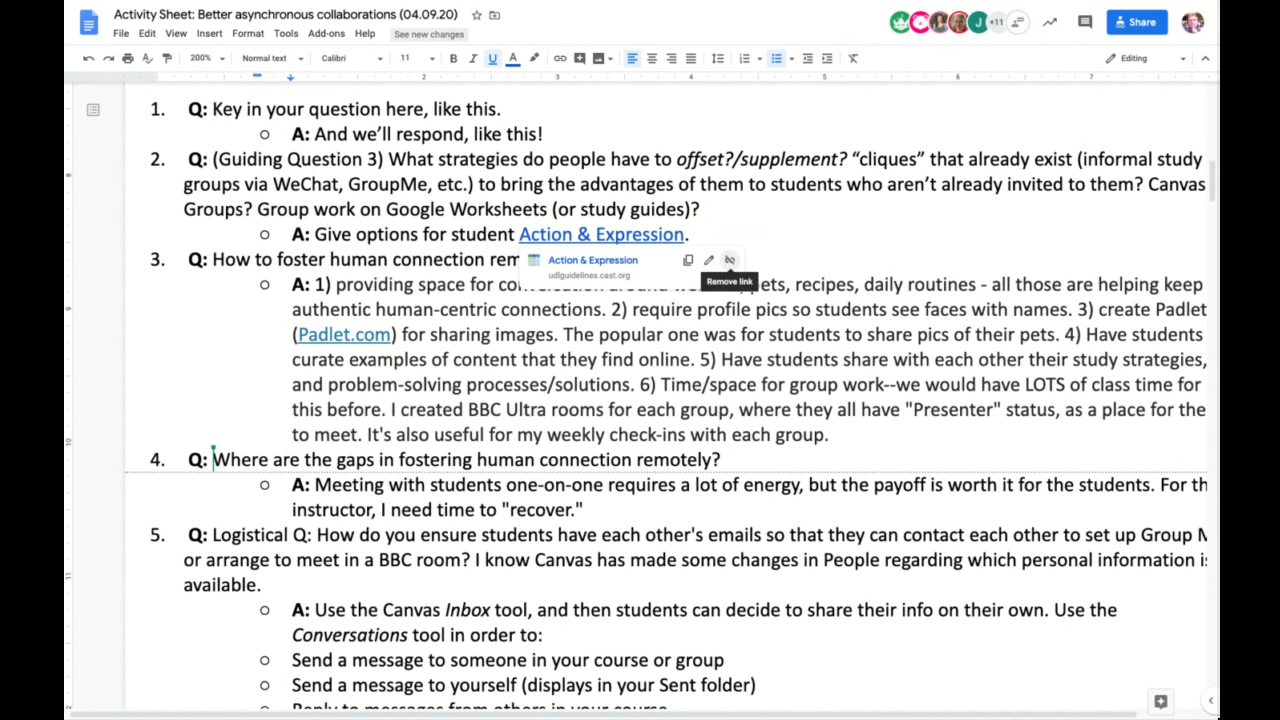 Activity Sheet: Better asynchronous collaborations (04.09.20)
File Edit View Insert Format Tools Add-ons Help See new changes
J +11 Share
200% Normal text Calibri 11 B I U A Editing
2 3 4 5 6 7
1. Q: Key in your question here, like this.
A: And we’ll respond, like this!
2. Q: (Guiding Question 3) What strategies do people have to offset?/supplement? “cliques” that already exist (informal study
groups via WeChat, GroupMe, etc.) to bring the advantages of them to students who aren’t already invited to them? Canvas
Groups? Group work on Google Worksheets (or study guides)?
A: Give options for student Action & Expression.
3. Q: How to foster human connection rem
Action & Expression
udlguidelines.cast.org
Remove link
A: 1) providing space for ets, recipes, daily routines - all those are helping keep
authentic human-centric connections. 2) require profile pics so students see faces with names. 3) create Padlet
(Padlet.com) for sharing images. The popular one was for students to share pics of their pets. 4) Have students
curate examples of content that they find online. 5) Have students share with each other their study strategies,
and problem-solving processes/solutions. 6) Time/space for group work--we would have LOTS of class time for
this before. I created BBC Ultra rooms for each group, where they all have "Presenter" status, as a place for the
to meet. It's also useful for my weekly check-ins with each group.
4. Q: Where are the gaps in fostering human connection remotely?
A: Meeting with students one-on-one requires a lot of energy, but the payoff is worth it for the students. For th
instructor, I need time to "recover."
5. Q: Logistical Q: How do you ensure students have each other's emails so that they can contact each other to set up Group M
or arrange to meet in a BBC room? I know Canvas has made some changes in People regarding which personal information is
available.
A: Use the Canvas Inbox tool, and then students can decide to share their info on their own. Use the
Conversations tool in order to:
Send a message to someone in your course or group
Send a message to yourself (displays in your Sent folder)
Reply to messages from others in your course